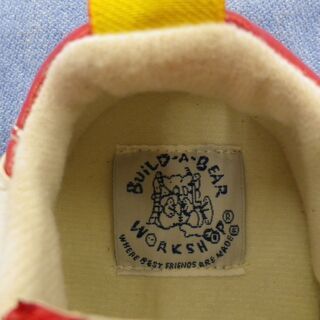 BUILD-A-BEAR
WORKSHOP®
WHERE BEST FRIENDS ARE MADE®